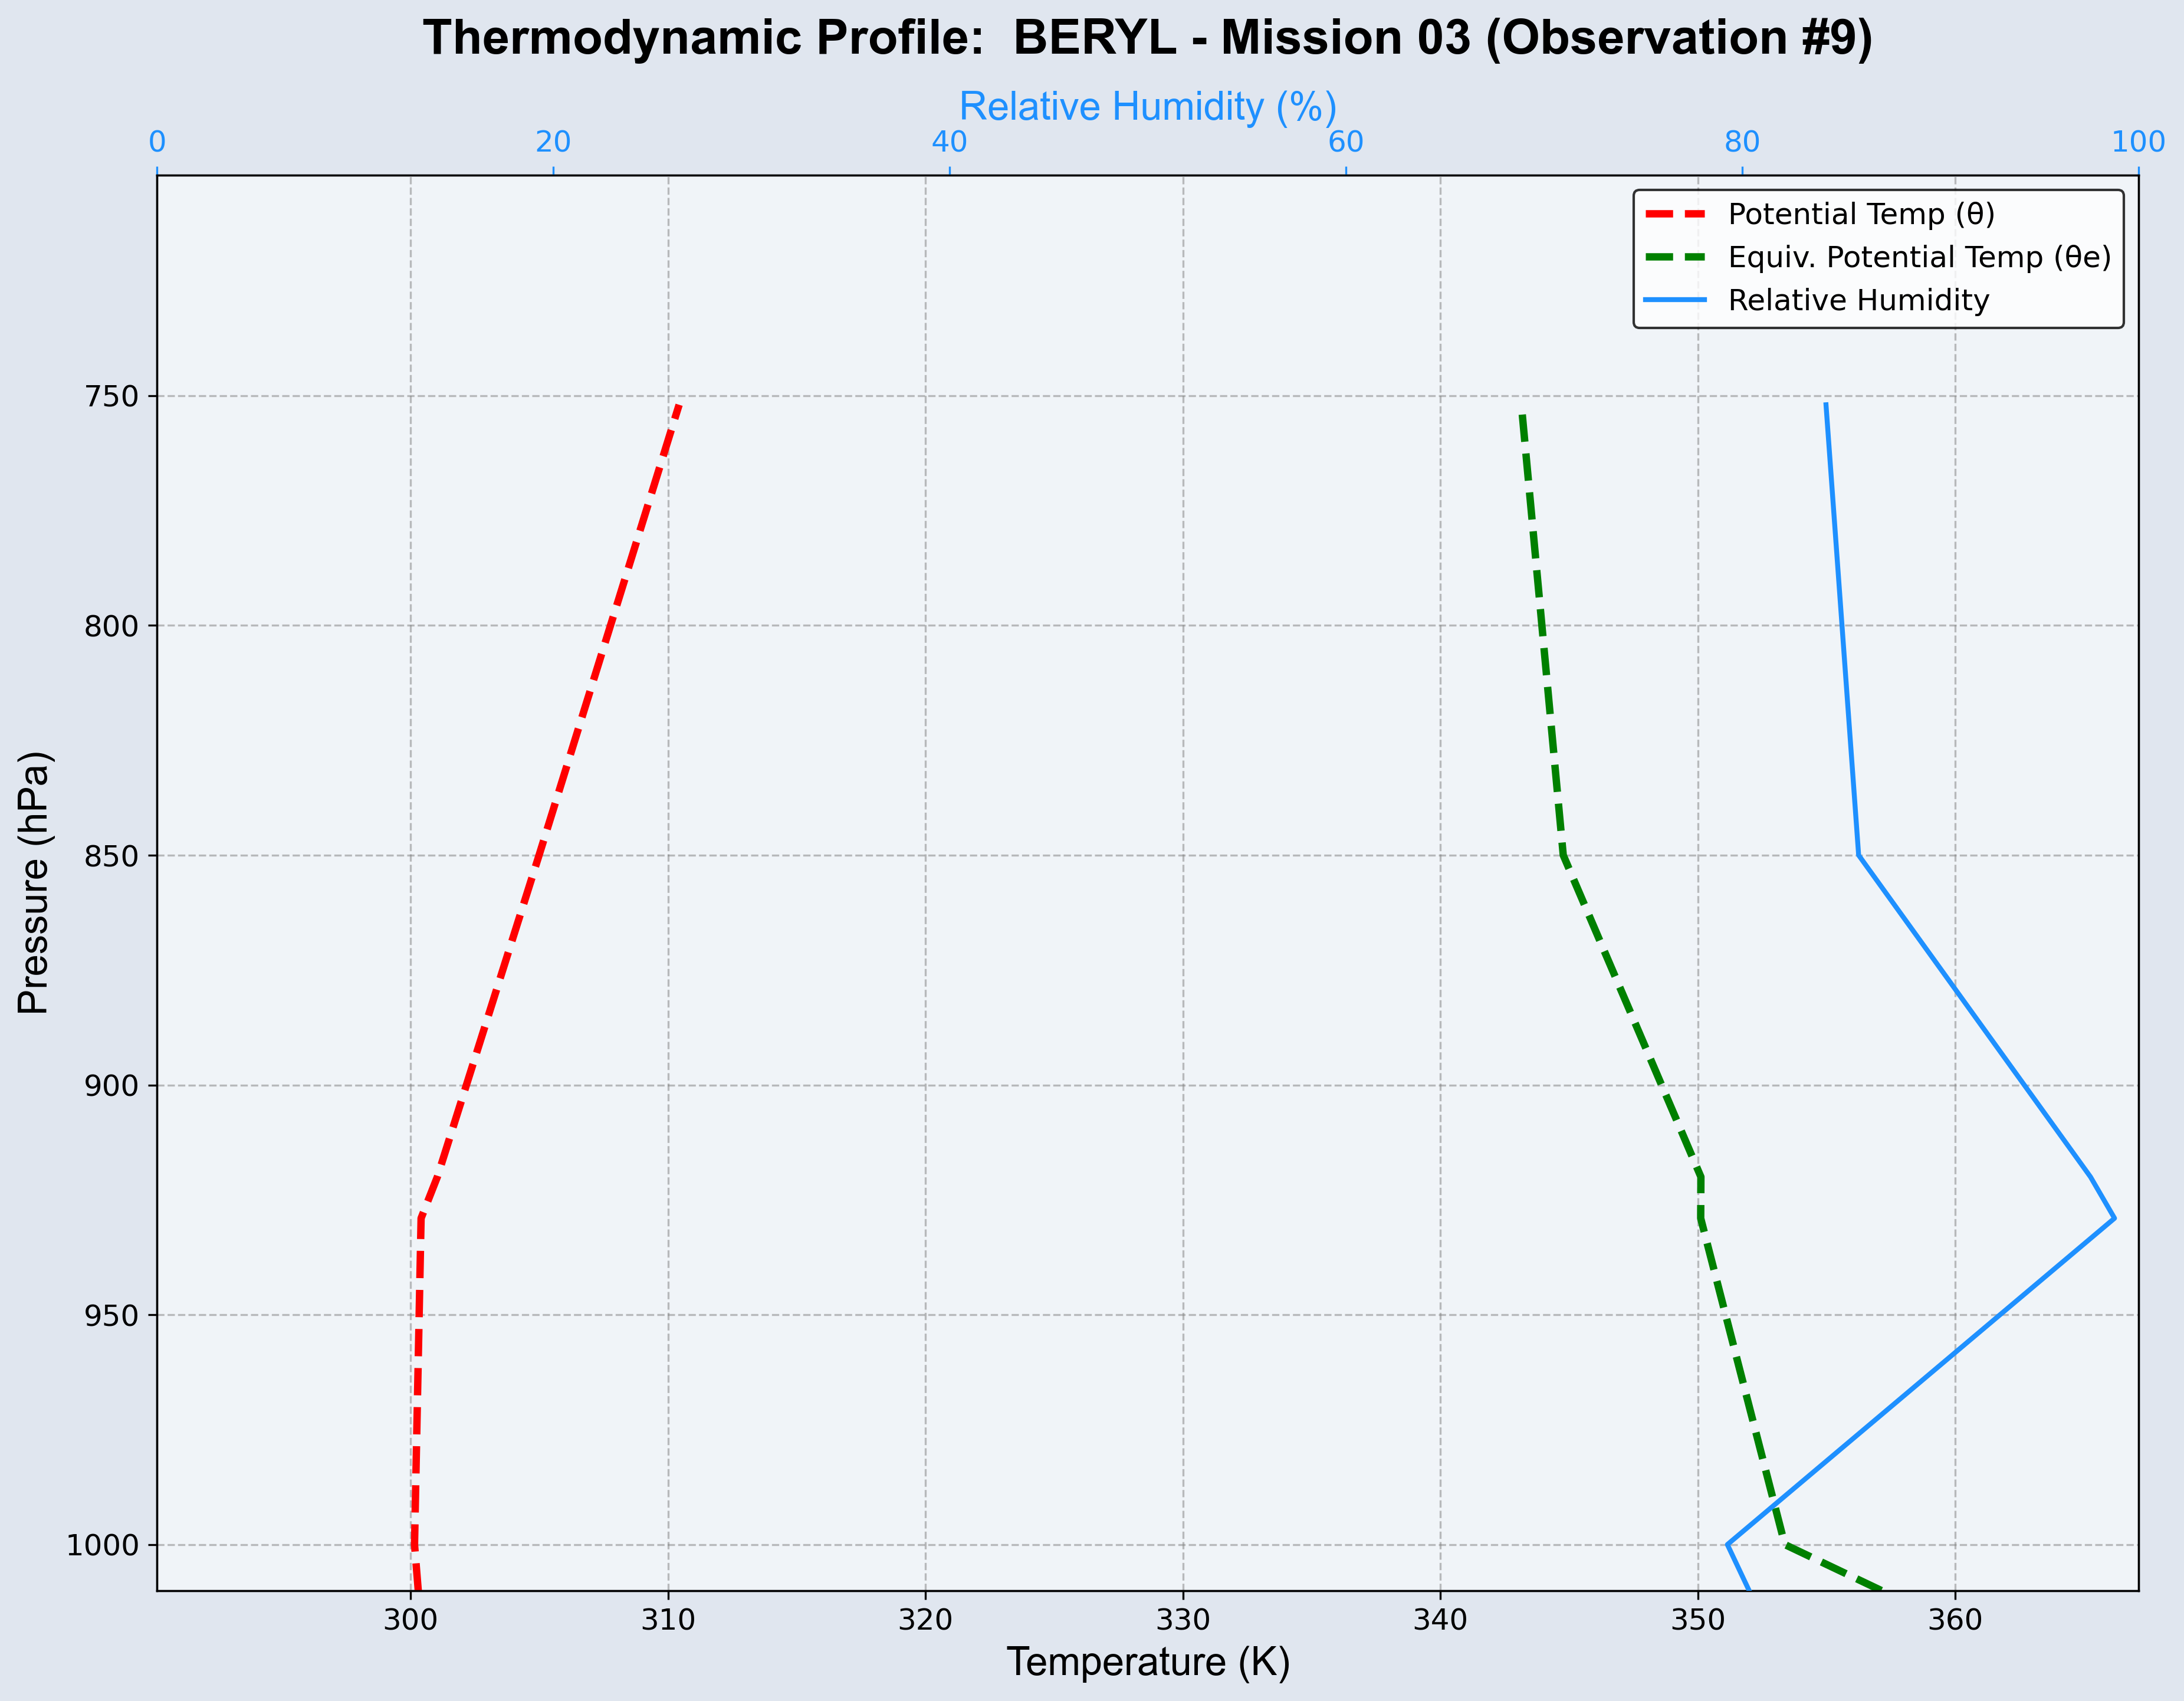 Thermodynamic Profile:  BERYL - Mission 03 (Observation #9)
Relative Humidity (%)
0 20 40 60 80 100
Potential Temp (θ)
Equiv. Potential Temp (θe)
Relative Humidity
Pressure (hPa)
750
800
850
900
950
1000
300 310 320 330 340 350 360
Temperature (K)